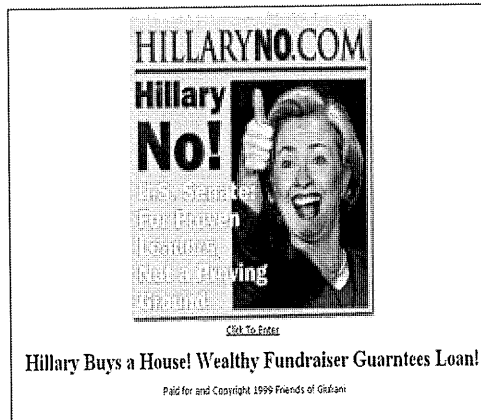 HILLARYNO.COM
Hillary
No!
U.S. Senate:
For Proven
Leaders,
Not a Proving
Ground
Click To Enter
Hillary Buys a House! Wealthy Fundraiser Guarntees Loan!
Paid for and Copyright 1999 Friends of Giuliani